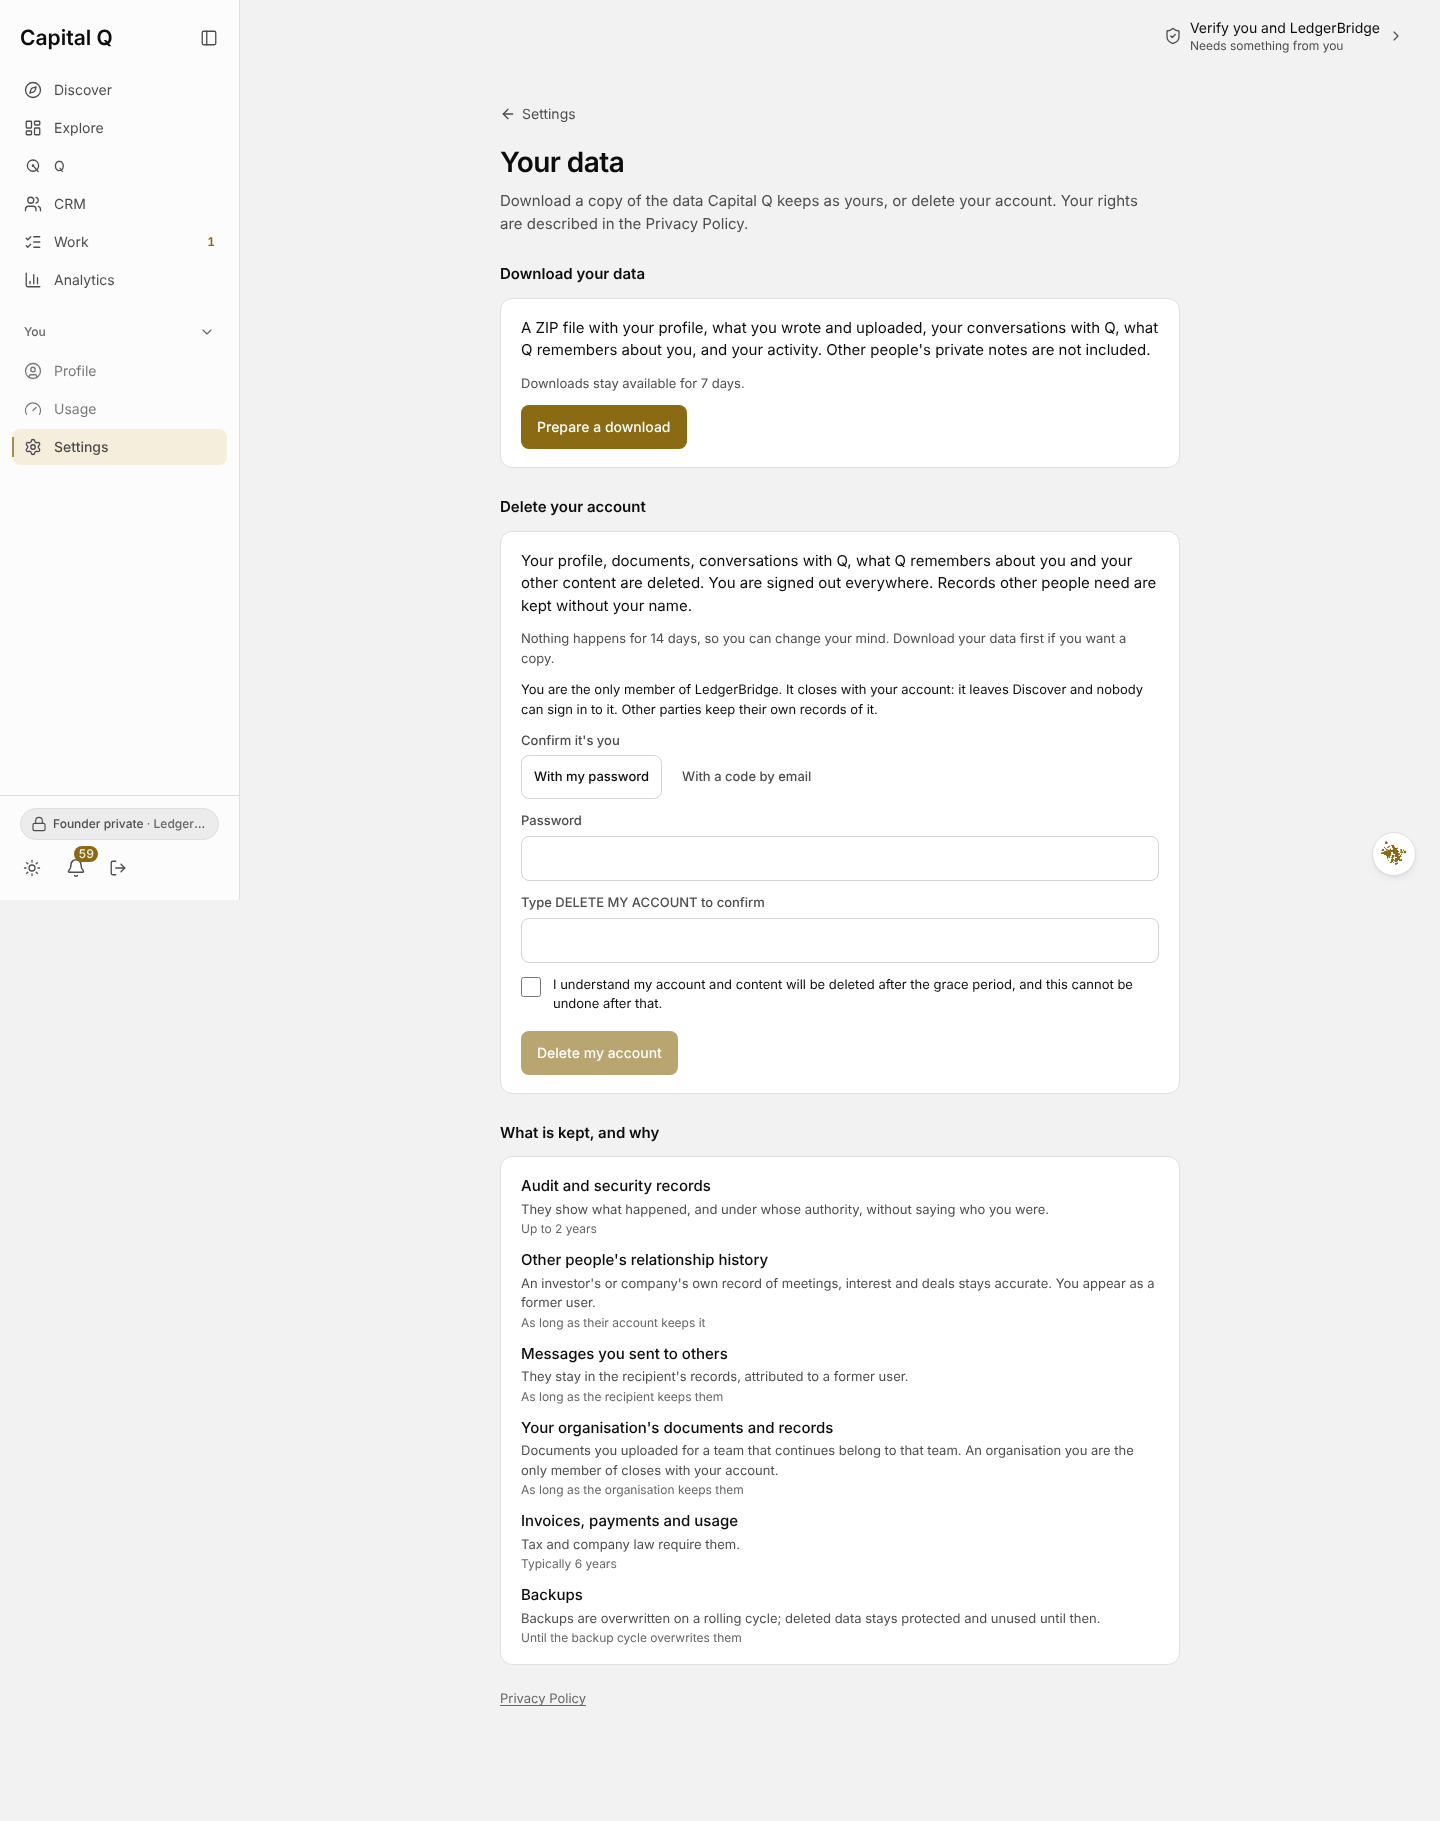 Capital Q
Discover
Explore
Q
CRM
Work 1
Analytics
You
Profile
Usage
Settings
Founder private · Ledger...
59
Verify you and LedgerBridge
Needs something from you
Settings
Your data
Download a copy of the data Capital Q keeps as yours, or delete your account. Your rights
are described in the Privacy Policy.
Download your data
A ZIP file with your profile, what you wrote and uploaded, your conversations with Q, what
Q remembers about you, and your activity. Other people's private notes are not included.
Downloads stay available for 7 days.
Prepare a download
Delete your account
Your profile, documents, conversations with Q, what Q remembers about you and your
other content are deleted. You are signed out everywhere. Records other people need are
kept without your name.
Nothing happens for 14 days, so you can change your mind. Download your data first if you want a
copy.
You are the only member of LedgerBridge. It closes with your account: it leaves Discover and nobody
can sign in to it. Other parties keep their own records of it.
Confirm it's you
With my password With a code by email
Password
Type DELETE MY ACCOUNT to confirm
I understand my account and content will be deleted after the grace period, and this cannot be
undone after that.
Delete my account
What is kept, and why
Audit and security records
They show what happened, and under whose authority, without saying who you were.
Up to 2 years
Other people's relationship history
An investor's or company's own record of meetings, interest and deals stays accurate. You appear as a
former user.
As long as their account keeps it
Messages you sent to others
They stay in the recipient's records, attributed to a former user.
As long as the recipient keeps them
Your organisation's documents and records
Documents you uploaded for a team that continues belong to that team. An organisation you are the
only member of closes with your account.
As long as the organisation keeps them
Invoices, payments and usage
Tax and company law require them.
Typically 6 years
Backups
Backups are overwritten on a rolling cycle; deleted data stays protected and unused until then.
Until the backup cycle overwrites them
Privacy Policy